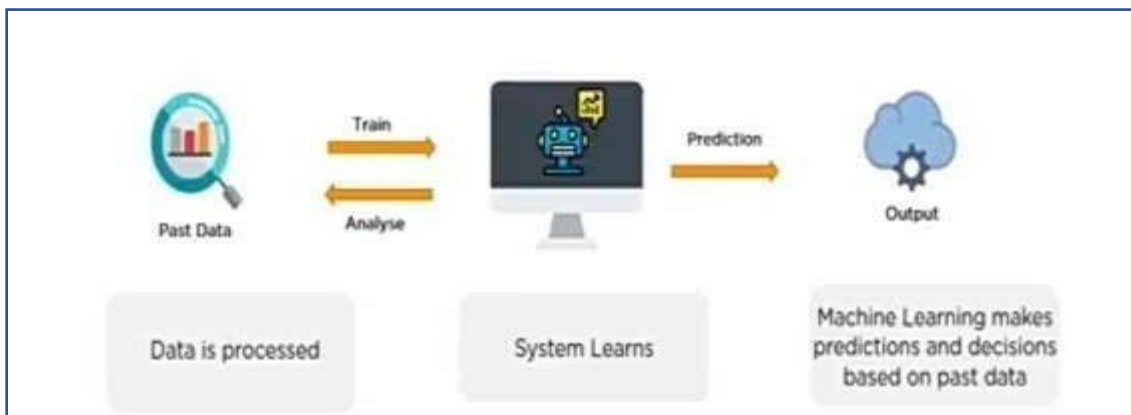 Train
Prediction
Past Data
Analyse
Output
Data is processed
System Learns
Machine Learning makes
predictions and decisions
based on past data